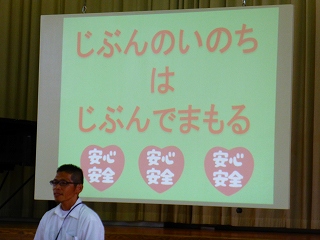 じぶんのいのち
は
じぶんでまもる
安心 安心 安心
安全 安全 安全